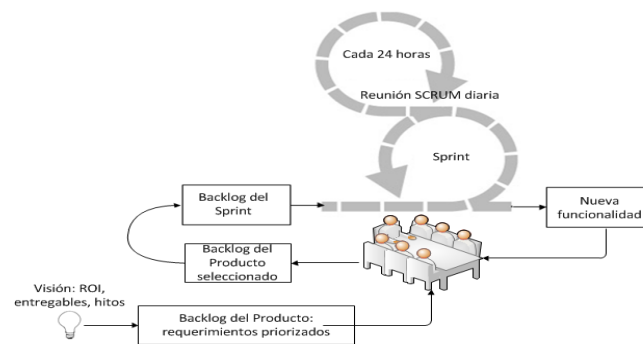 Cada 24 horas
Reunión SCRUM diaria
Sprint
Backlog del
Sprint
Nueva
funcionalidad
Backlog del
Producto
seleccionado
Visión: ROI,
entregables, hitos
Backlog del Producto:
requerimientos priorizados